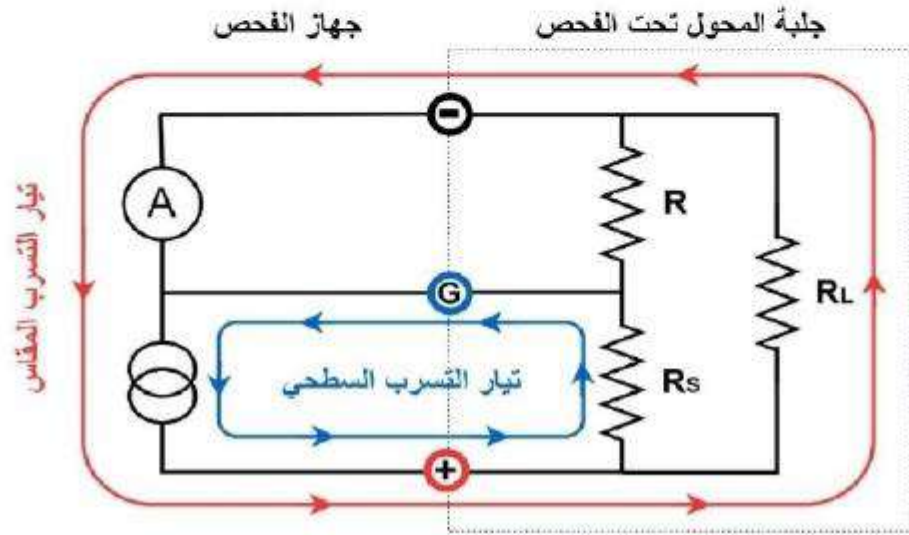 جهاز الفحص
جلبة المحول تحت الفحص
-
A
R
تيار التسرب المقاس
G
RL
تيار التسرب السطحي
RS
+